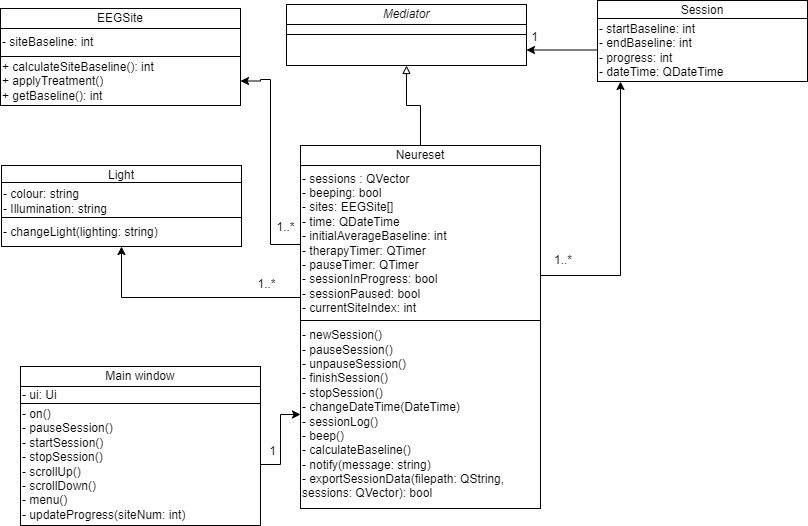 EEGSite
- siteBaseline: int
+ calculateSiteBaseline(): int
+ applyTreatment()
+ getBaseline(): int
Mediator
Session
- startBaseline: int
- endBaseline: int
- progress: int
- dateTime: QDateTime
1
Light
- colour: string
- Illumination: string
- changeLight(lighting: string)
Neureset
- sessions : QVector
- beeping: bool
- sites: EEGSite[]
- time: QDateTime
- initialAverageBaseline: int
- therapyTimer: QTimer
- pauseTimer: QTimer
- sessionInProgress: bool
- sessionPaused: bool
- currentSiteIndex: int
- newSession()
- pauseSession()
- unpauseSession()
- finishSession()
- stopSession()
- changeDateTime(DateTime)
- sessionLog()
- beep()
- calculateBaseline()
- notify(message: string)
- exportSessionData(filepath: QString,
sessions: QVector): bool
1..*
1..*
1..*
Main window
- ui: Ui
- on()
- pauseSession()
- startSession()
- stopSession()
- scrollUp()
- scrollDown()
- menu()
- updateProgress(siteNum: int)
1